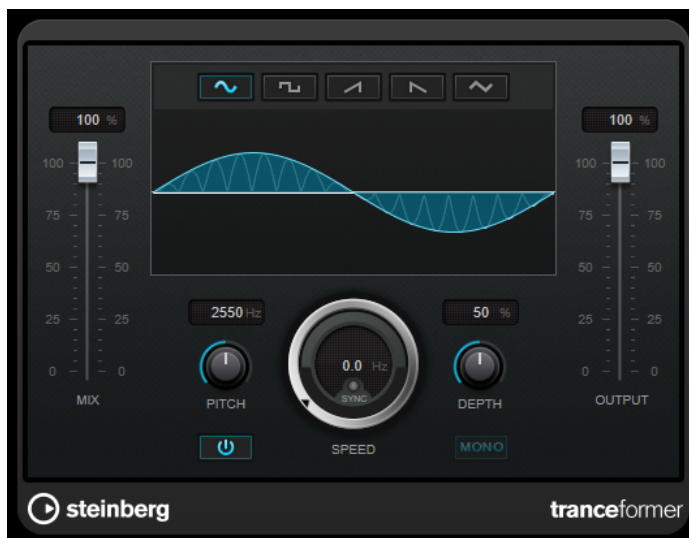 100 %
100 %
100 100
75 75
50 50
25 25
0 0
MIX
100 100
75 75
50 50
25 25
0 0
OUTPUT
2550 Hz
PITCH
0.0 Hz
SYNC
SPEED
50 %
DEPTH
MONO
steinberg
tranceformer